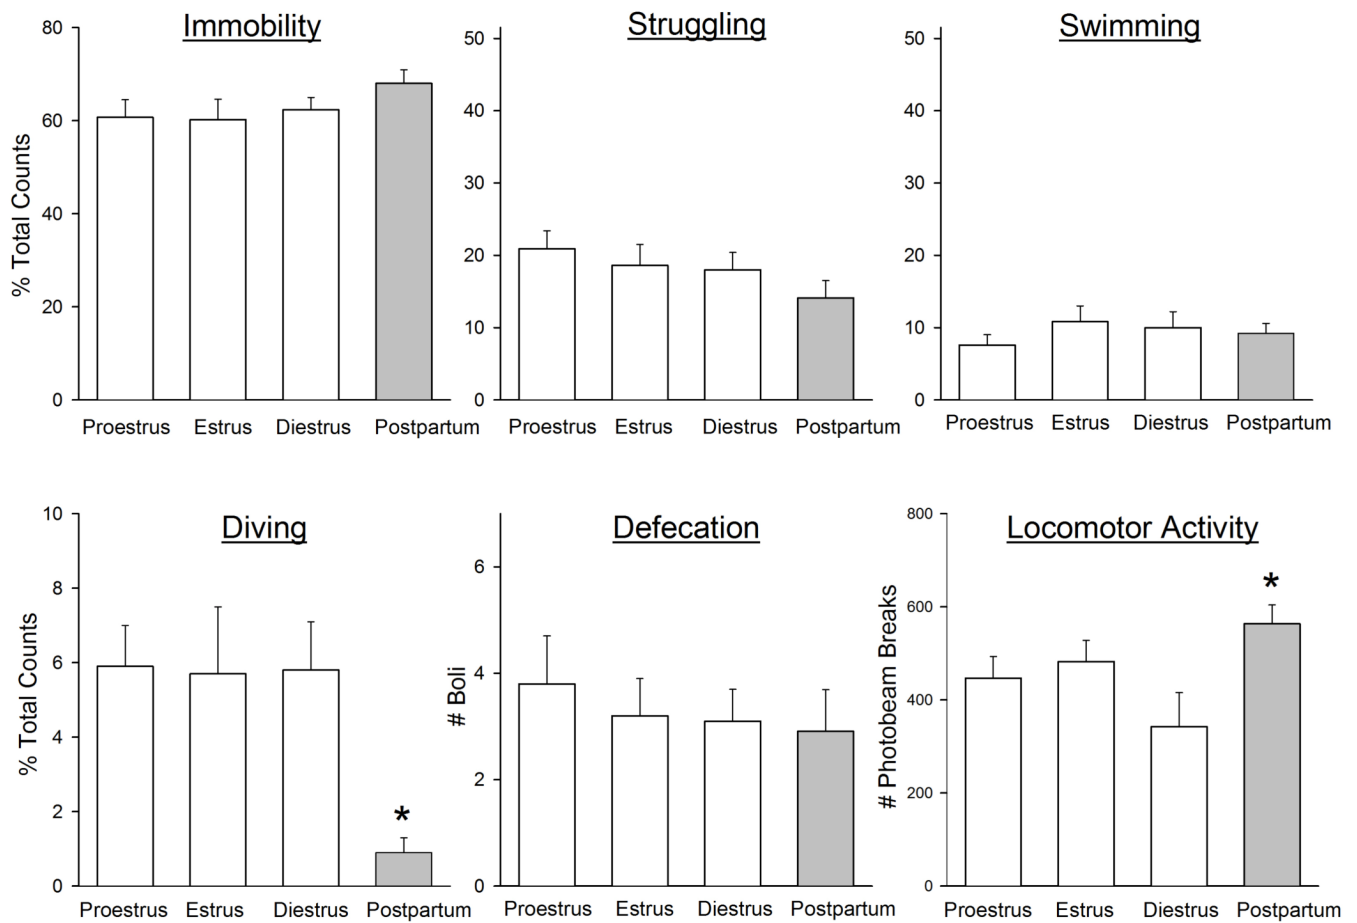 Immobility
% Total Counts
80
60
40
20
0
Proestrus Estrus Diestrus Postpartum
Struggling
50
40
30
20
10
0
Proestrus Estrus Diestrus Postpartum
Swimming
50
40
30
20
10
0
Proestrus Estrus Diestrus Postpartum
Diving
% Total Counts
10
8
6
4
2
0
*
Proestrus Estrus Diestrus Postpartum
Defecation
# Boli
6
4
2
0
Proestrus Estrus Diestrus Postpartum
Locomotor Activity
# Photobeam Breaks
800
600
400
200
0
*
Proestrus Estrus Diestrus Postpartum